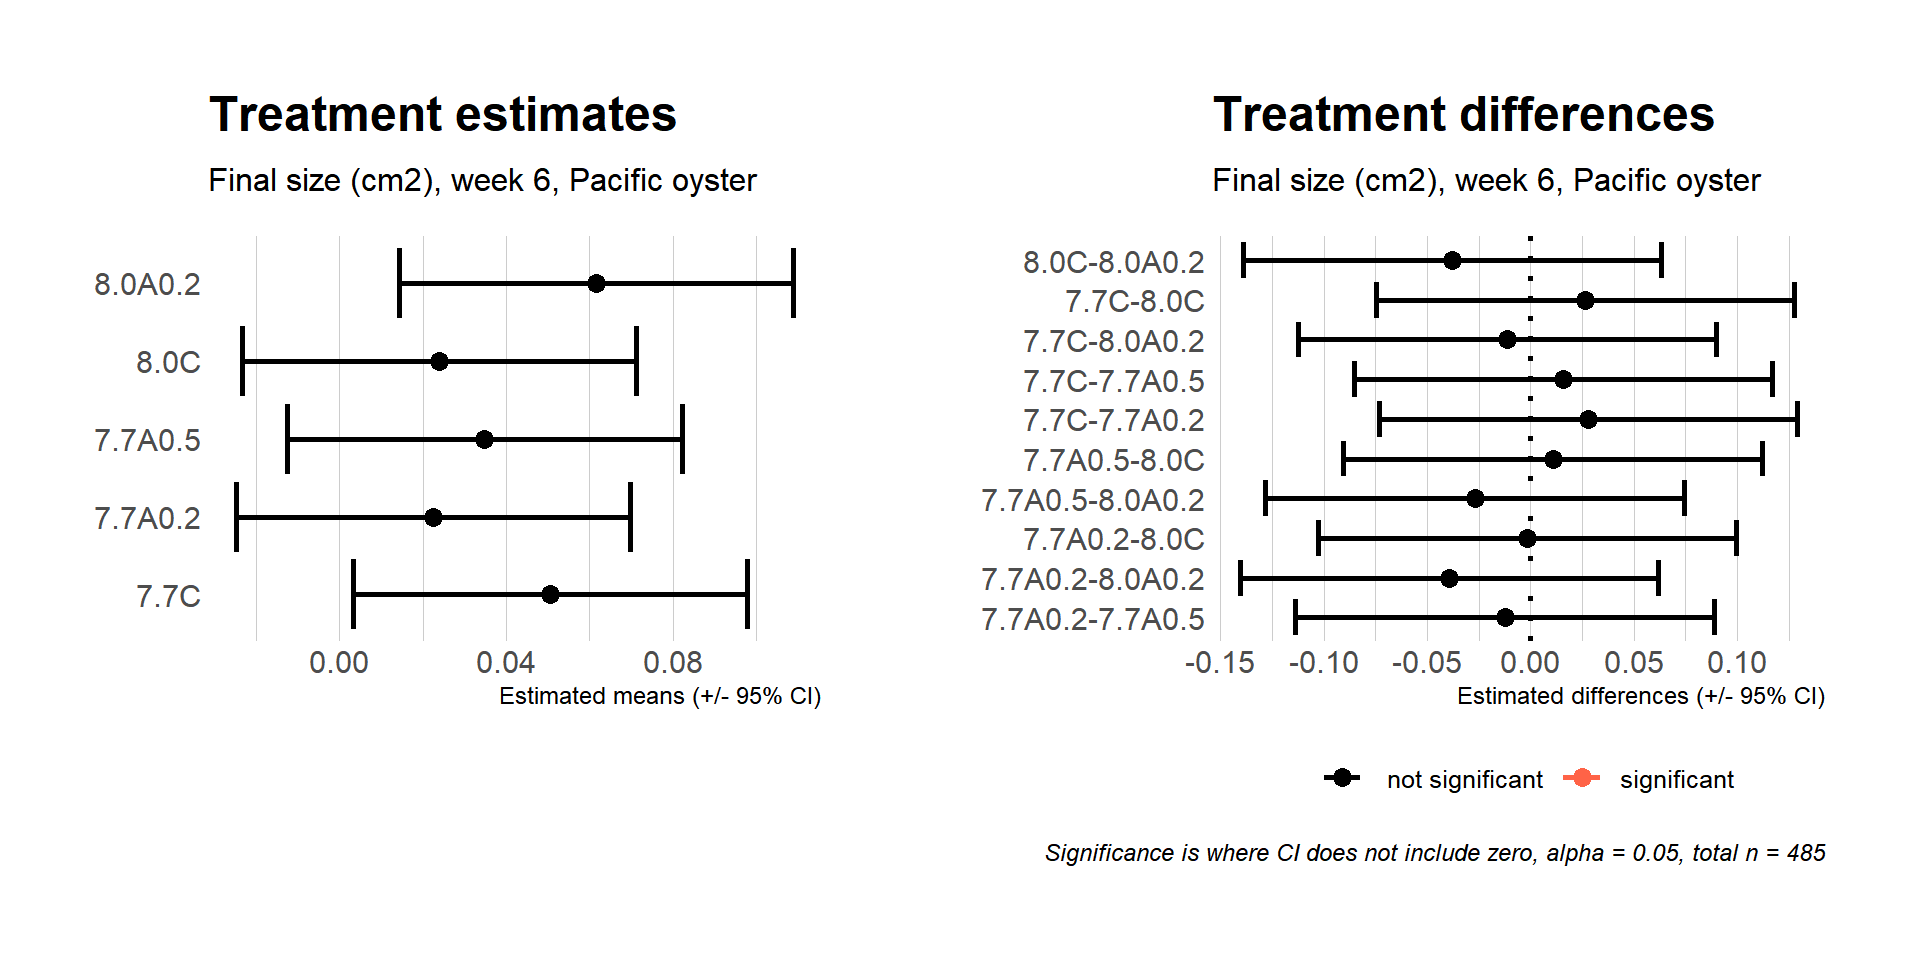 Treatment estimates
Final size (cm2), week 6, Pacific oyster
8.0A0.2
8.0C
7.7A0.5
7.7A0.2
7.7C
0.00 0.04 0.08
Estimated means (+/- 95% CI)
Treatment differences
Final size (cm2), week 6, Pacific oyster
8.0C-8.0A0.2
7.7C-8.0C
7.7C-8.0A0.2
7.7C-7.7A0.5
7.7C-7.7A0.2
7.7A0.5-8.0C
7.7A0.5-8.0A0.2
7.7A0.2-8.0C
7.7A0.2-8.0A0.2
7.7A0.2-7.7A0.5
-0.15 -0.10 -0.05 0.00 0.05 0.10
Estimated differences (+/- 95% CI)
not significant significant
Significance is where CI does not include zero, alpha = 0.05, total n = 485